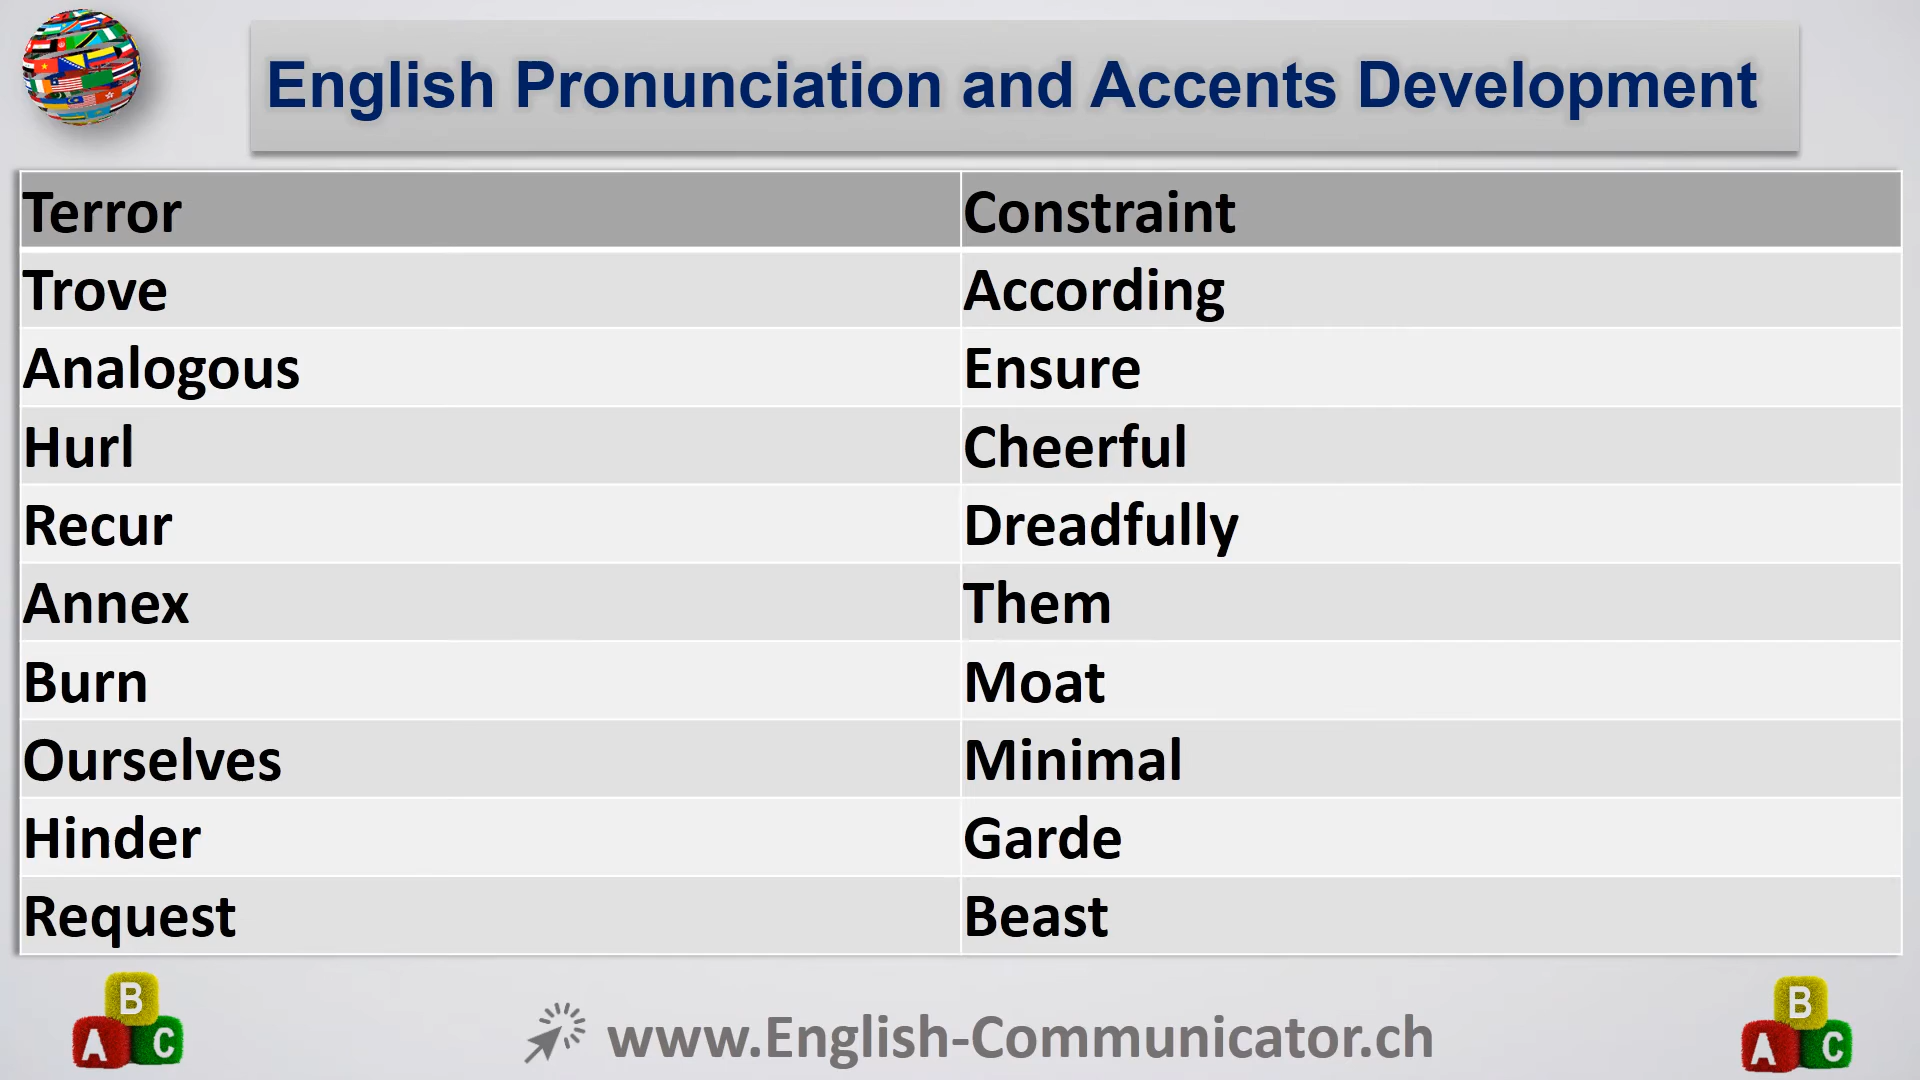 English Pronunciation and Accents Development
Terror Constraint
Trove According
Analogous Ensure
Hurl Cheerful
Recur Dreadfully
Annex Them
Burn Moat
Ourselves Minimal
Hinder Garde
Request Beast
B
A C
www.English-Communicator.ch
B
A C